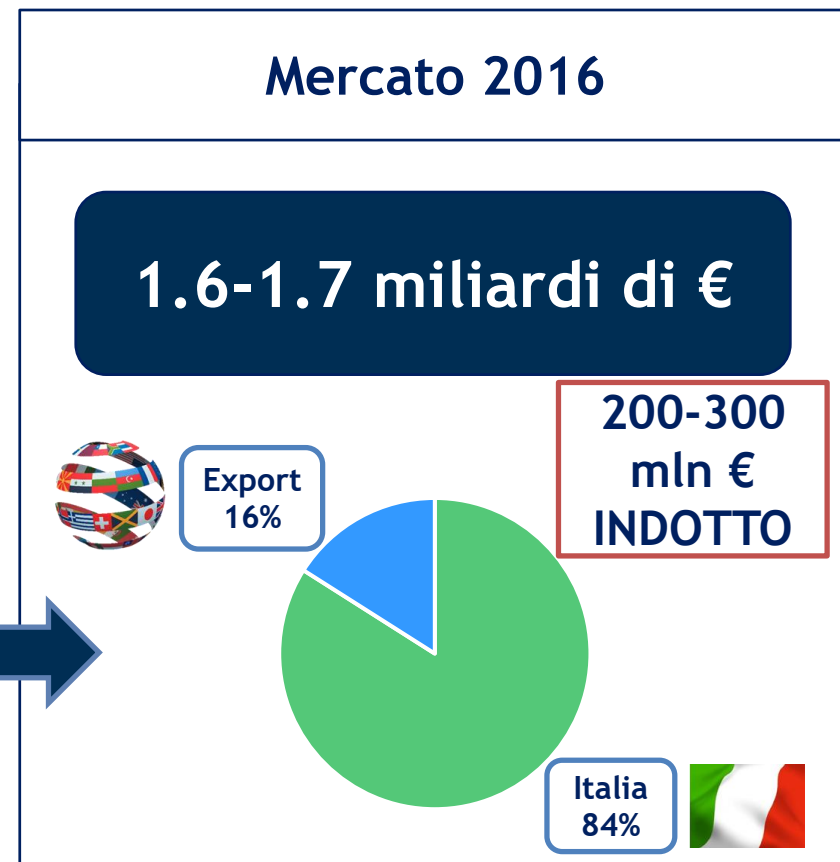 Mercato 2016
1.6-1.7 miliardi di €
200-300
mln €
INDOTTO
Export
16%
Italia
84%